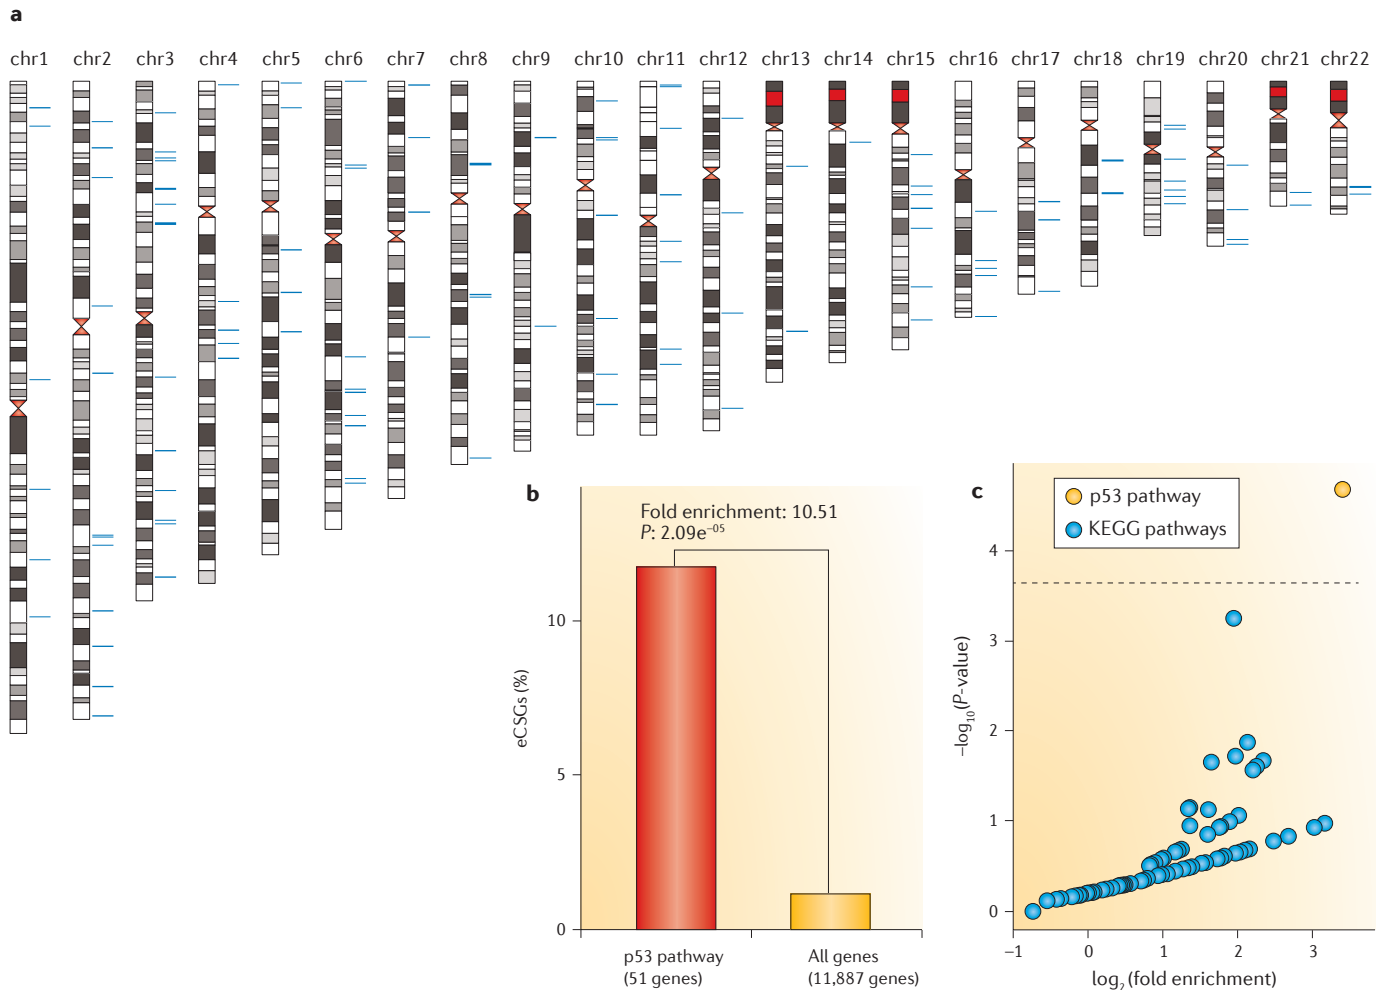 a
chr1 chr2 chr3 chr4 chr5 chr6 chr7 chr8 chr9 chr10 chr11 chr12 chr13 chr14 chr15 chr16 chr17 chr18 chr19 chr20 chr21 chr22
b
Fold enrichment: 10.51
P: 2.09e⁻⁰⁵
eCSGs (%)
10
5
0
p53 pathway
(51 genes)
All genes
(11,887 genes)
c
p53 pathway
KEGG pathways
–log₁₀(P-value)
4
3
2
1
0
–1 0 1 2 3
log₂(fold enrichment)